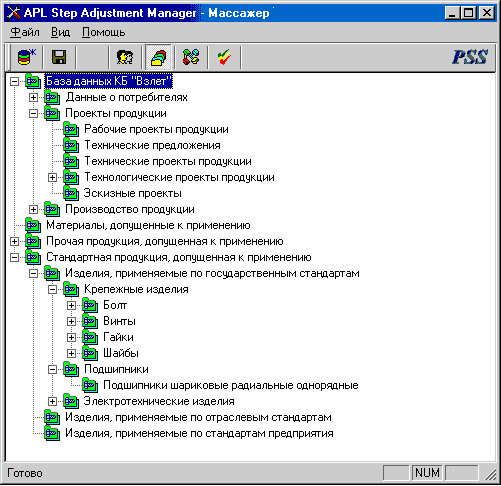 APL Step Adjustment Manager - Массажер
Файл Вид Помощь
PSS
База данных КБ "Взлет"
Данные о потребителях
Проекты продукции
Рабочие проекты продукции
Технические предложения
Технические проекты продукции
Технологические проекты продукции
Эскизные проекты
Производство продукции
Материалы, допущенные к применению
Прочая продукция, допущенная к применению
Стандартная продукция, допущенная к применению
Изделия, применяемые по государственным стандартам
Крепежные изделия
Болт
Винты
Гайки
Шайбы
Подшипники
Подшипники шариковые радиальные однорядные
Электротехнические изделия
Изделия, применяемые по отраслевым стандартам
Изделия, применяемые по стандартам предприятия
Готово NUM